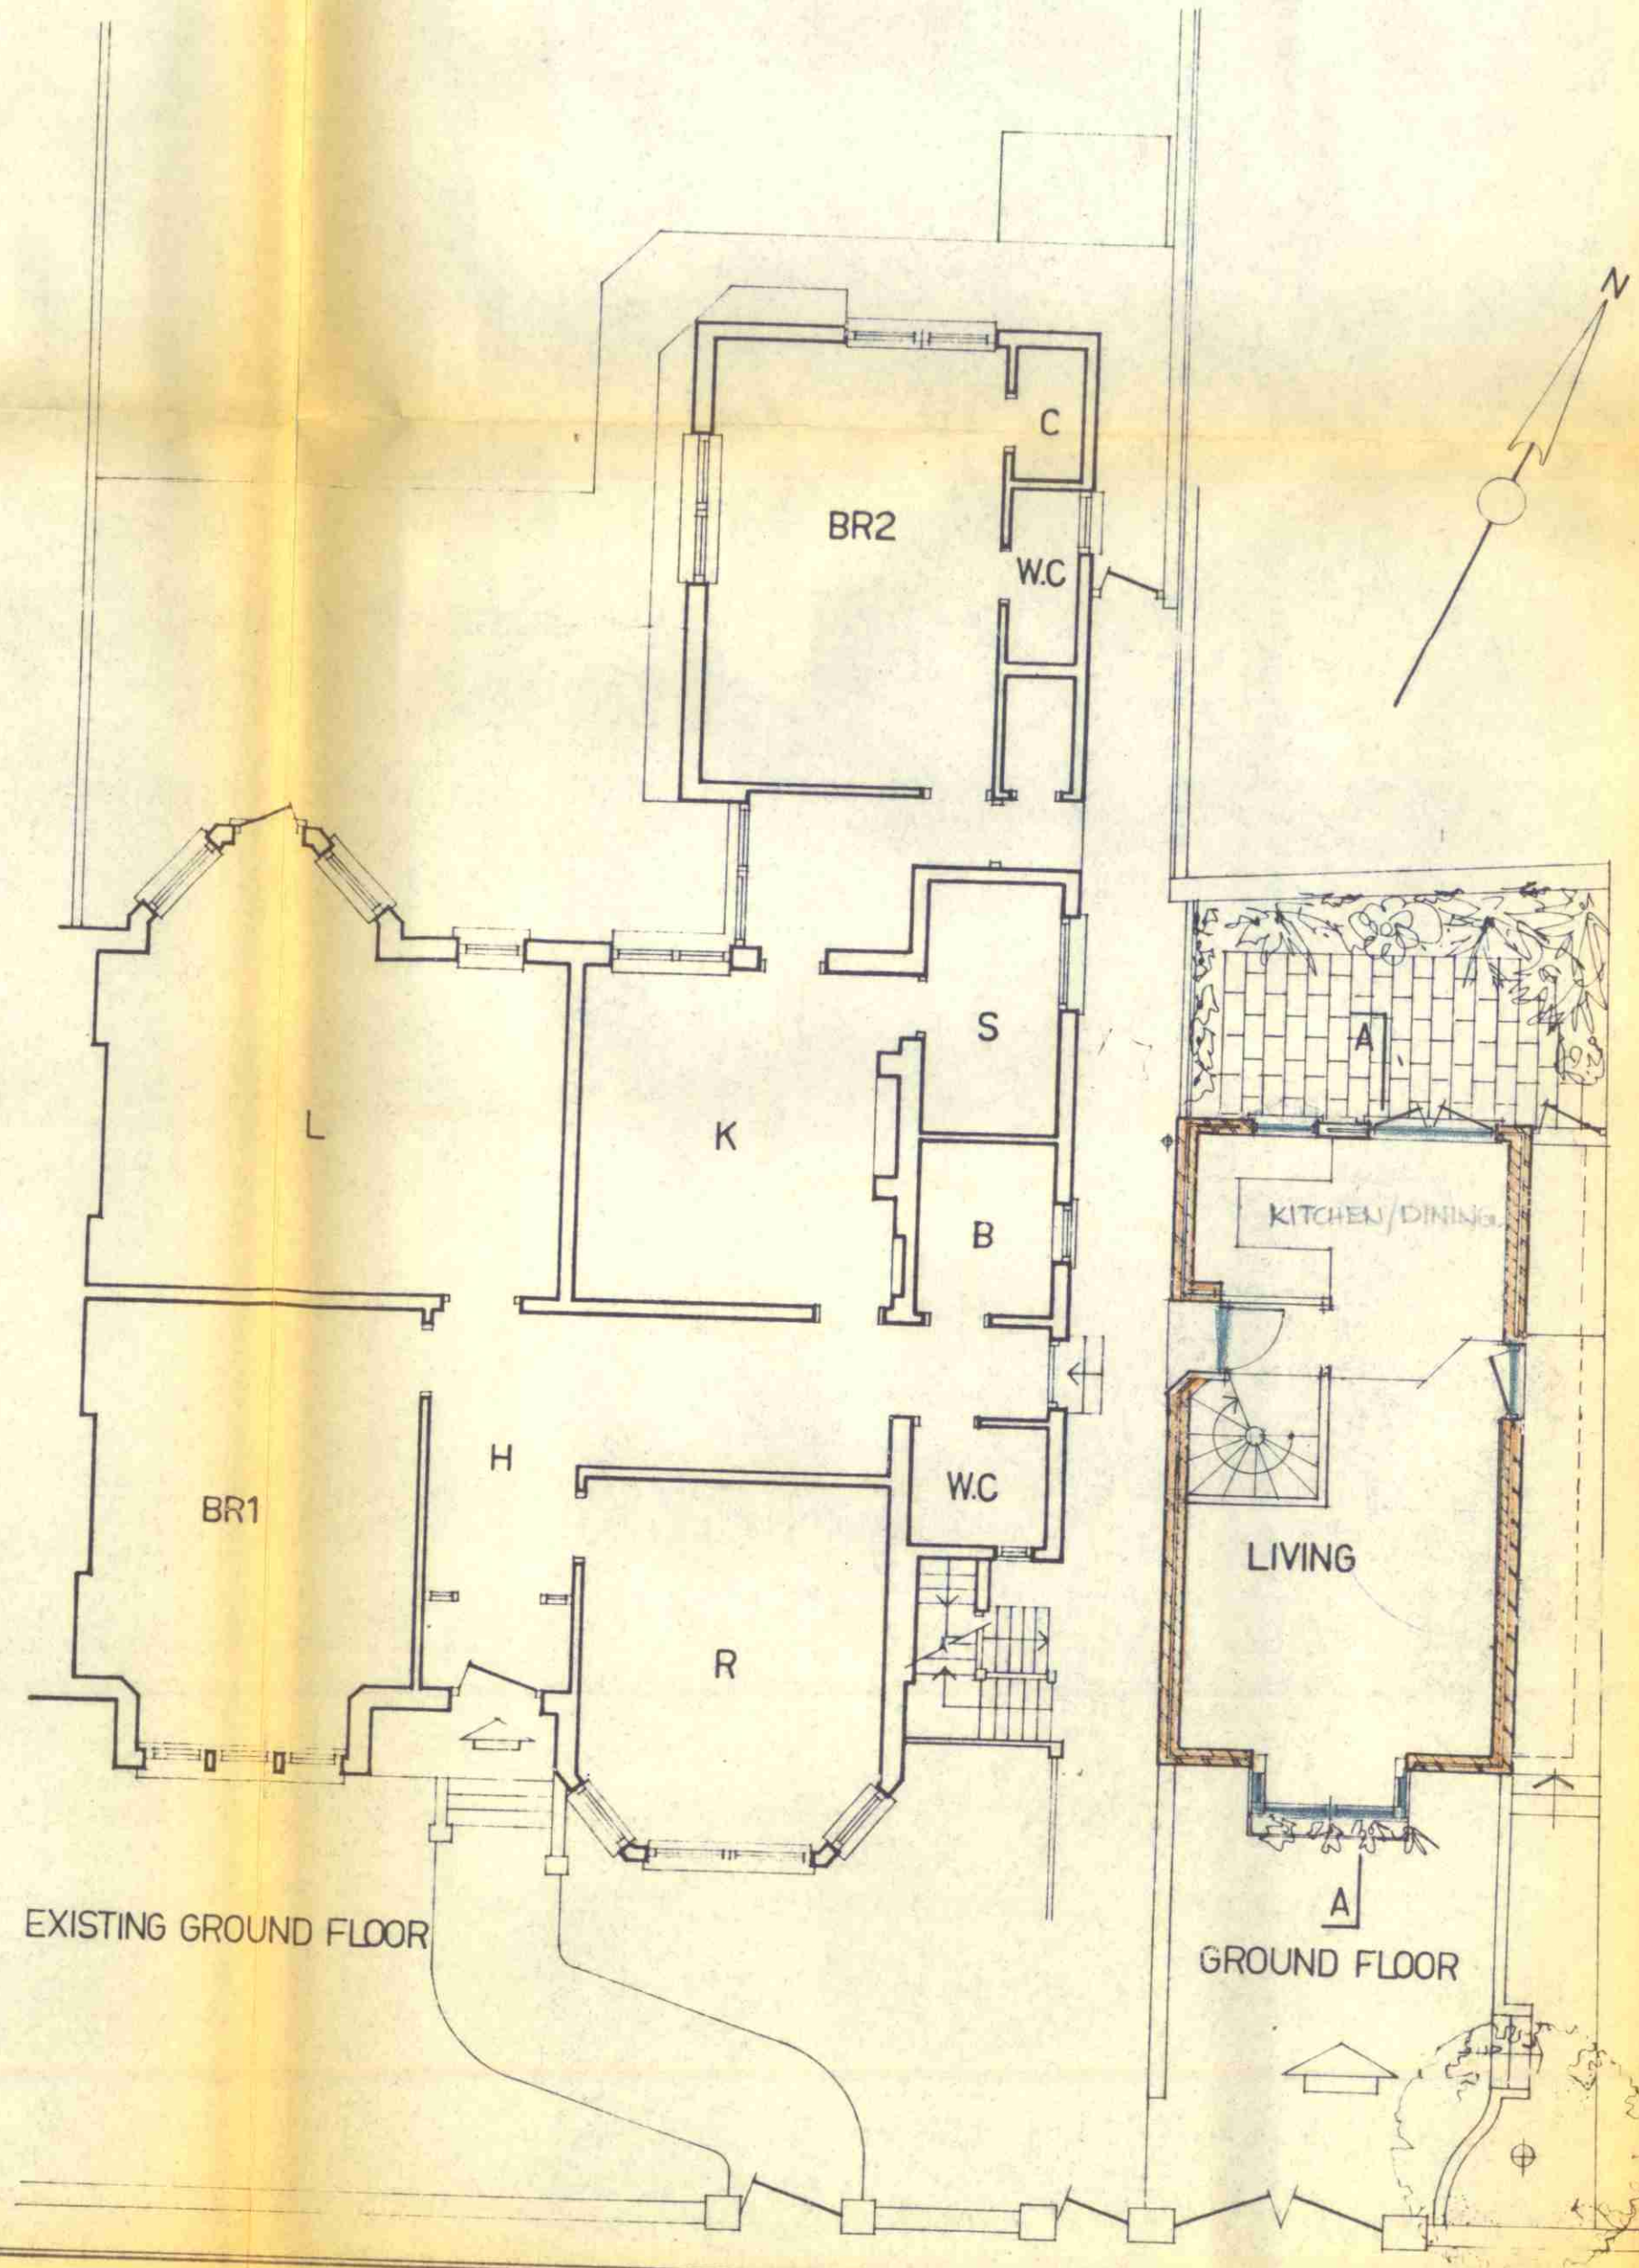 N
C
BR2
W.C
S
A
L
K
KITCHEN/DINING
B
H
W.C
BR1
LIVING
R
A
EXISTING GROUND FLOOR
GROUND FLOOR